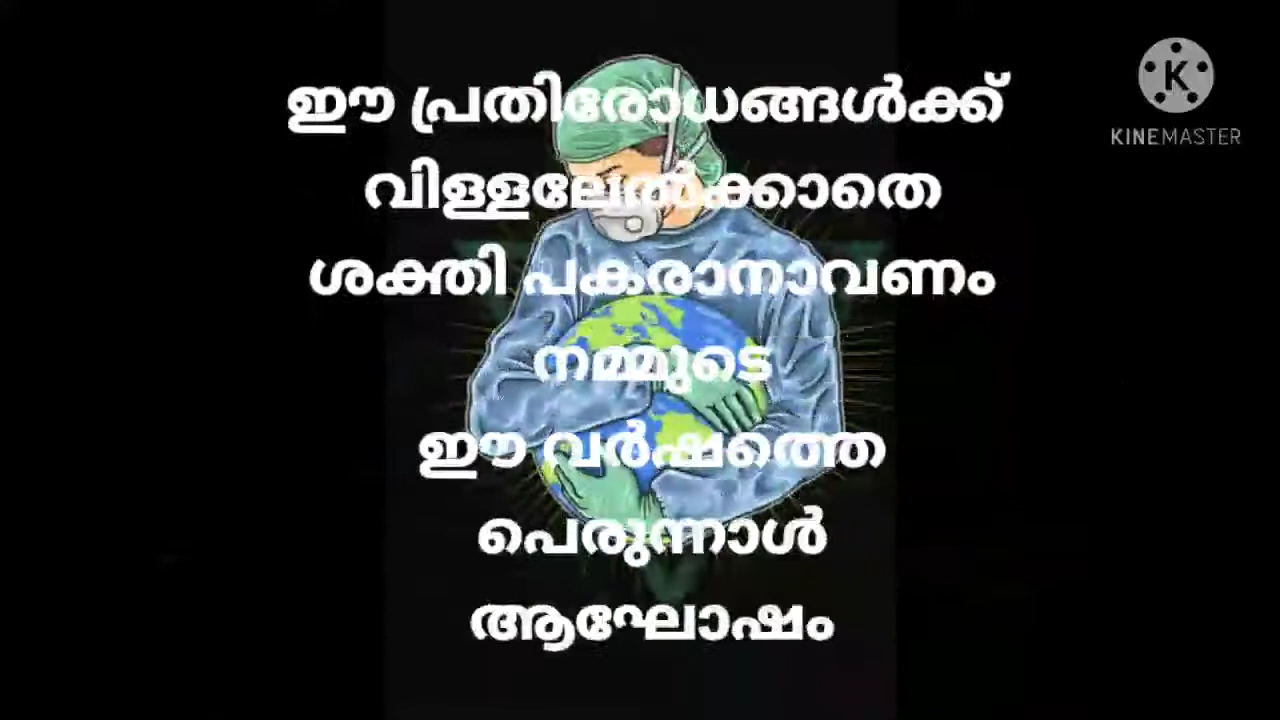 ഈ പ്രതിരോധങ്ങൾക്ക്
വിള്ളലേൽക്കാതെ
ശക്തി പകരാനാവണം
നമ്മുടെ
ഈ വർഷത്തെ
പെരുന്നാൾ
ആഘോഷം
K
KINEMASTER